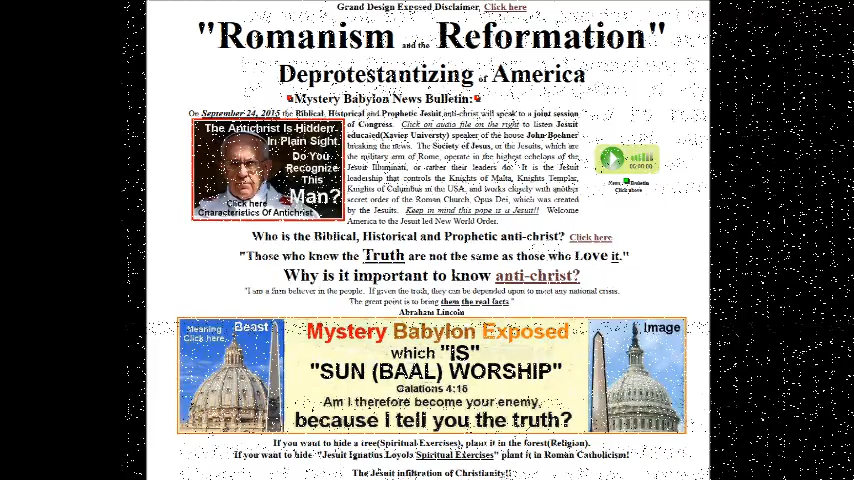 Grand Design Exposed Disclaimer, Click here
"Romanism and the Reformation"
Deprotestantizing of America
Mystery Babylon News Bulletin:
On September 24, 2015 the Biblical, Historical and Prophetic Jesuit anti-christ will speak to a joint session
of Congress. Click on audio file on the right to listen Jesuit
educated(Xavier University) speaker of the house John Boehner
breaking the news. The Society of Jesus, or the Jesuits, which are
the military arm of Rome, operate in the highest echelons of the
Jesuit Illuminati, or rather their leaders do. It is the Jesuit
leadership that controls the Knights of Malta, Knights Templar,
Knights of Columbus in the USA, and works closely with another
secret order of the Roman Church, Opus Dei, which was created
by the Jesuits. Keep in mind this pope is a Jesuit!! Welcome
America to the Jesuit led New World Order.
The Antichrist Is Hidden
In Plain Sight
Do You
Recognize
This
Man?
Click here
Characteristics Of Antichrist
00:00:00
News Bulletin
Click above
Who is the Biblical, Historical and Prophetic anti-christ? Click here
"Those who know the Truth are not the same as those who Love it."
Why is it important to know anti-christ?
"I am a firm believer in the people. If given the truth, they can be depended upon to meet any national crisis.
The great point is to bring them the real facts."
Abraham Lincoln
Meaning
Click here
Beast
Mystery Babylon Exposed
which "IS"
"SUN (BAAL) WORSHIP"
Galations 4:16
Am I therefore become your enemy,
because I tell you the truth?
Image
If you want to hide a tree(Spiritual Exercises), plant it in the forest(Religion).
If you want to hide "Jesuit Ignatius Loyola Spiritual Exercises" plant it in Roman Catholicism!
The Jesuit infiltration of Christianity!!